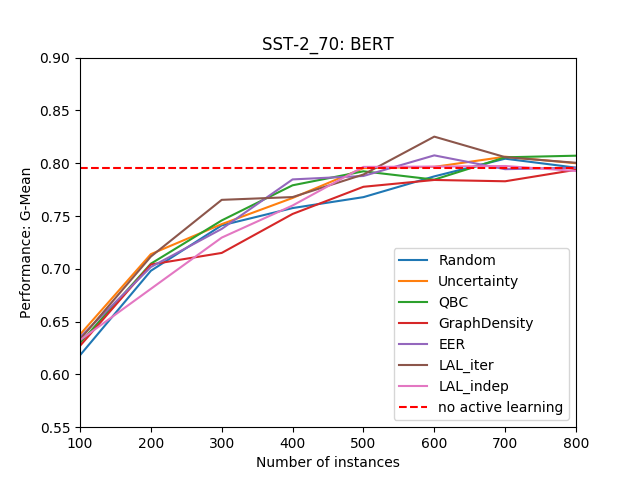 SST-2_70: BERT
Performance: G-Mean
0.90
0.85
0.80
0.75
0.70
0.65
0.60
0.55
Random
Uncertainty
QBC
GraphDensity
EER
LAL_iter
LAL_indep
no active learning
100 200 300 400 500 600 700 800
Number of instances